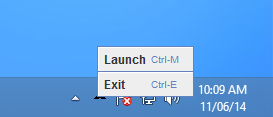 Launch Ctrl-M
Exit Ctrl-E
10:09 AM
11/06/14